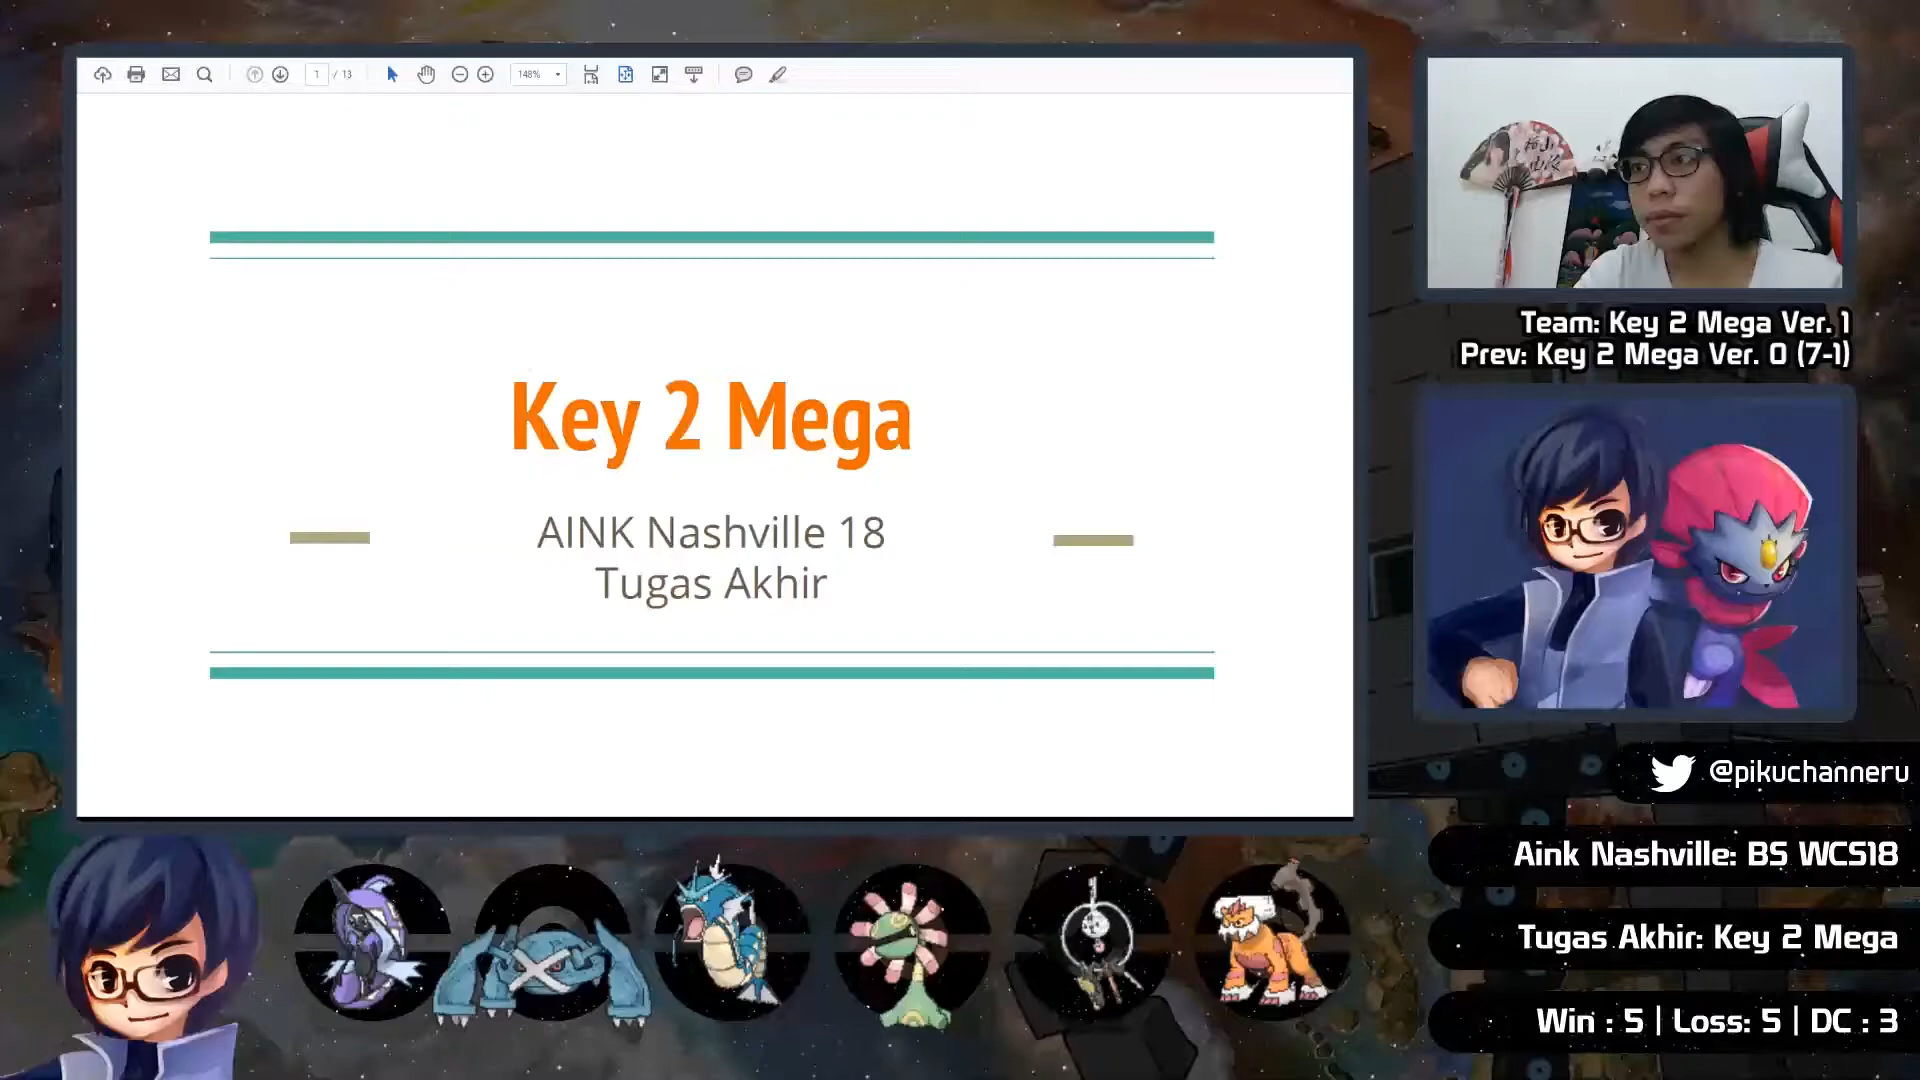 1 / 13
148%
Key 2 Mega
AINK Nashville 18
Tugas Akhir
Team: Key 2 Mega Ver. 1
Prev: Key 2 Mega Ver. 0 (7-1)
@pikuchanneru
Aink Nashville: BS WCS18
Tugas Akhir: Key 2 Mega
Win : 5 | Loss: 5 | DC : 3